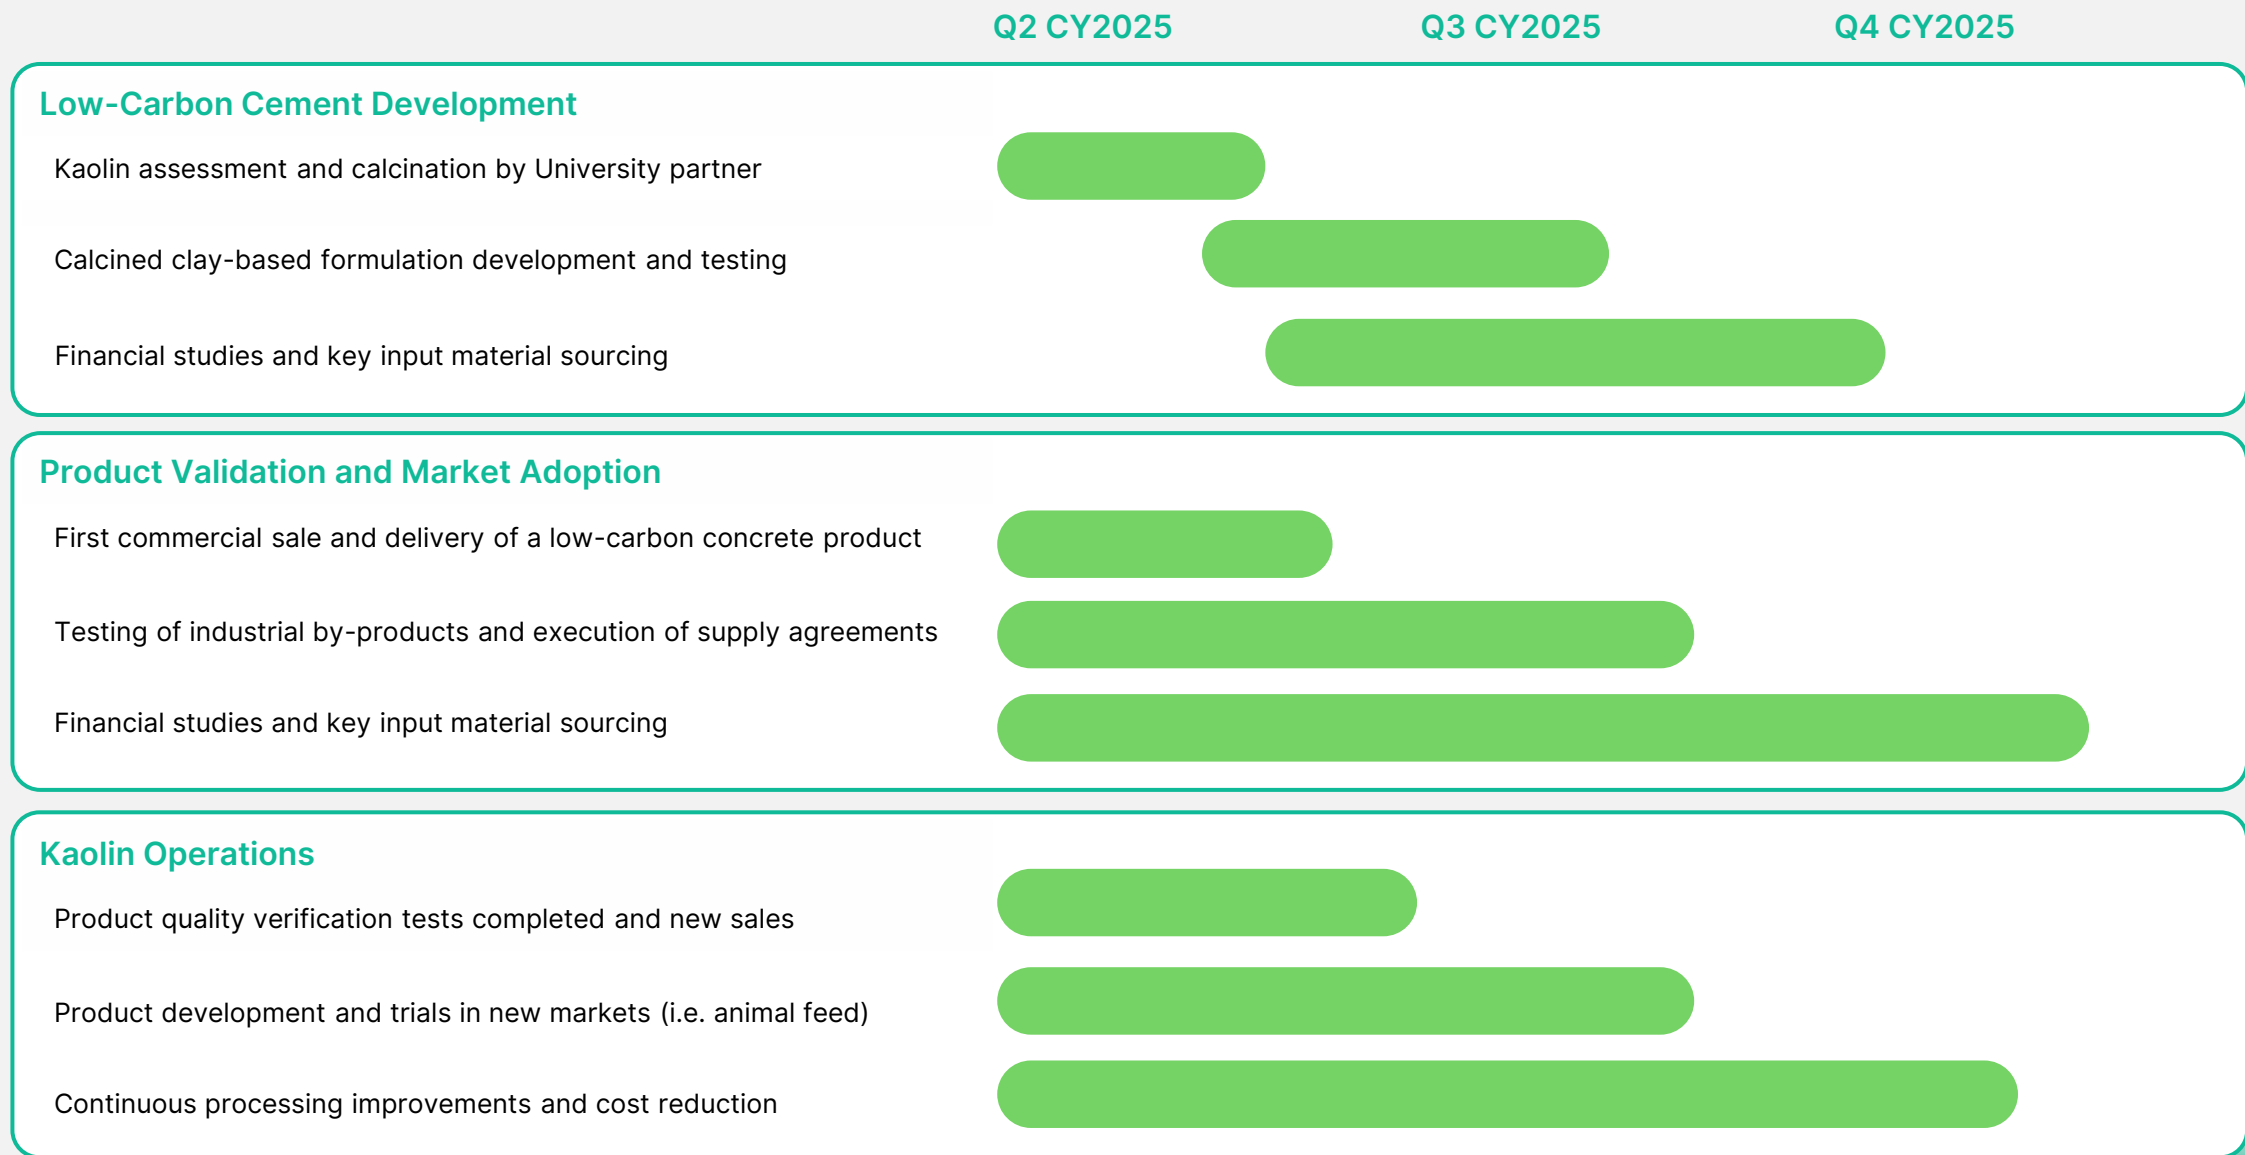 Q2 CY2025 Q3 CY2025 Q4 CY2025
Low-Carbon Cement Development
Kaolin assessment and calcination by University partner
Calcined clay-based formulation development and testing
Financial studies and key input material sourcing
Product Validation and Market Adoption
First commercial sale and delivery of a low-carbon concrete product
Testing of industrial by-products and execution of supply agreements
Financial studies and key input material sourcing
Kaolin Operations
Product quality verification tests completed and new sales
Product development and trials in new markets (i.e. animal feed)
Continuous processing improvements and cost reduction